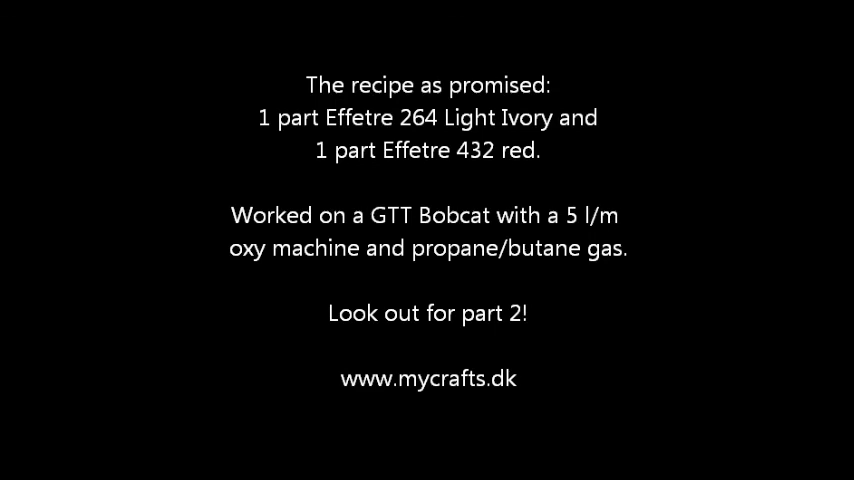 The recipe as promised:
1 part Effetre 264 Light Ivory and
1 part Effetre 432 red.
Worked on a GTT Bobcat with a 5 l/m
oxy machine and propane/butane gas.
Look out for part 2!
www.mycrafts.dk